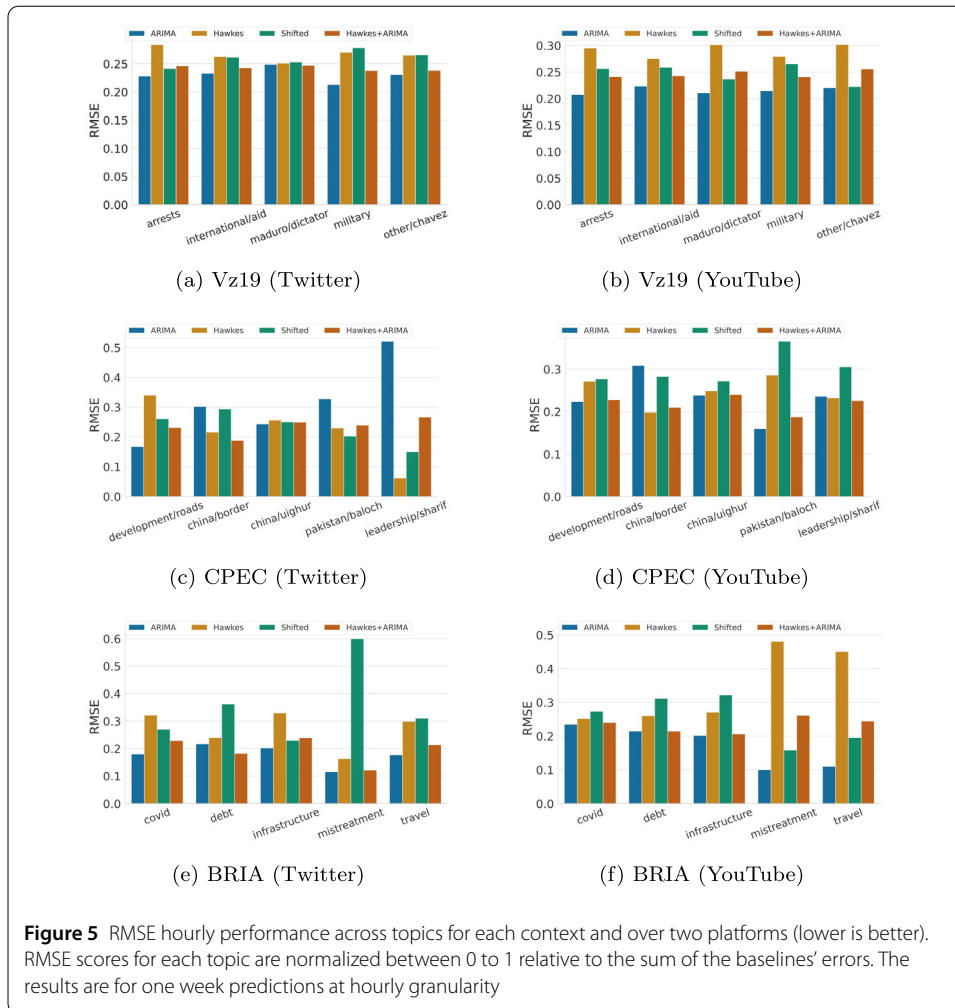 ARIMA Hawkes Shifted Hawkes+ARIMA
RMSE
0.25
0.20
0.15
0.10
0.05
0.00
arrests international/aid maduro/dictator military other/chavez
(a) Vz19 (Twitter)
ARIMA Hawkes Shifted Hawkes+ARIMA
RMSE
0.30
0.25
0.20
0.15
0.10
0.05
0.00
arrests international/aid maduro/dictator military other/chavez
(b) Vz19 (YouTube)
ARIMA Hawkes Shifted Hawkes+ARIMA
RMSE
0.5
0.4
0.3
0.2
0.1
0.0
development/roads china/border china/uighur pakistan/baloch leadership/sharif
(c) CPEC (Twitter)
ARIMA Hawkes Shifted Hawkes+ARIMA
RMSE
0.3
0.2
0.1
0.0
development/roads china/border china/uighur pakistan/baloch leadership/sharif
(d) CPEC (YouTube)
ARIMA Hawkes Shifted Hawkes+ARIMA
RMSE
0.6
0.5
0.4
0.3
0.2
0.1
0.0
covid debt infrastructure mistreatment travel
(e) BRIA (Twitter)
ARIMA Hawkes Shifted Hawkes+ARIMA
RMSE
0.5
0.4
0.3
0.2
0.1
0.0
covid debt infrastructure mistreatment travel
(f) BRIA (YouTube)
Figure 5 RMSE hourly performance across topics for each context and over two platforms (lower is better).
RMSE scores for each topic are normalized between 0 to 1 relative to the sum of the baselines' errors. The
results are for one week predictions at hourly granularity